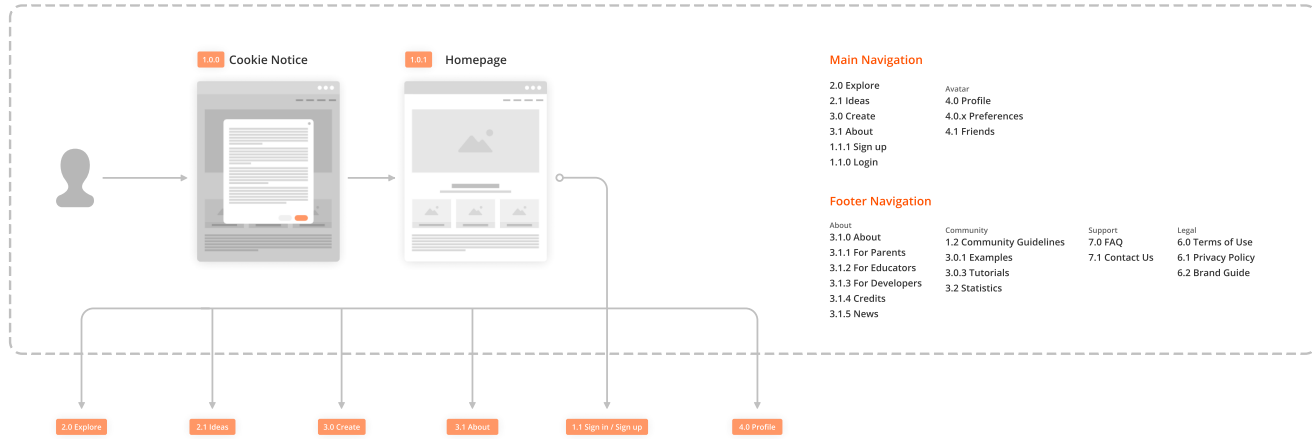 1.0.0 Cookie Notice
1.0.1 Homepage
Main Navigation
2.0 Explore
2.1 Ideas
3.0 Create
3.1 About
1.1.1 Sign up
1.1.0 Login
Avatar
4.0 Profile
4.0.x Preferences
4.1 Friends
Footer Navigation
About
3.1.0 About
3.1.1 For Parents
3.1.2 For Educators
3.1.3 For Developers
3.1.4 Credits
3.1.5 News
Community
1.2 Community Guidelines
3.0.1 Examples
3.0.3 Tutorials
3.2 Statistics
Support
7.0 FAQ
7.1 Contact Us
Legal
6.0 Terms of Use
6.1 Privacy Policy
6.2 Brand Guide
2.0 Explore
2.1 Ideas
3.0 Create
3.1 About
1.1 Sign in / Sign up
4.0 Profile